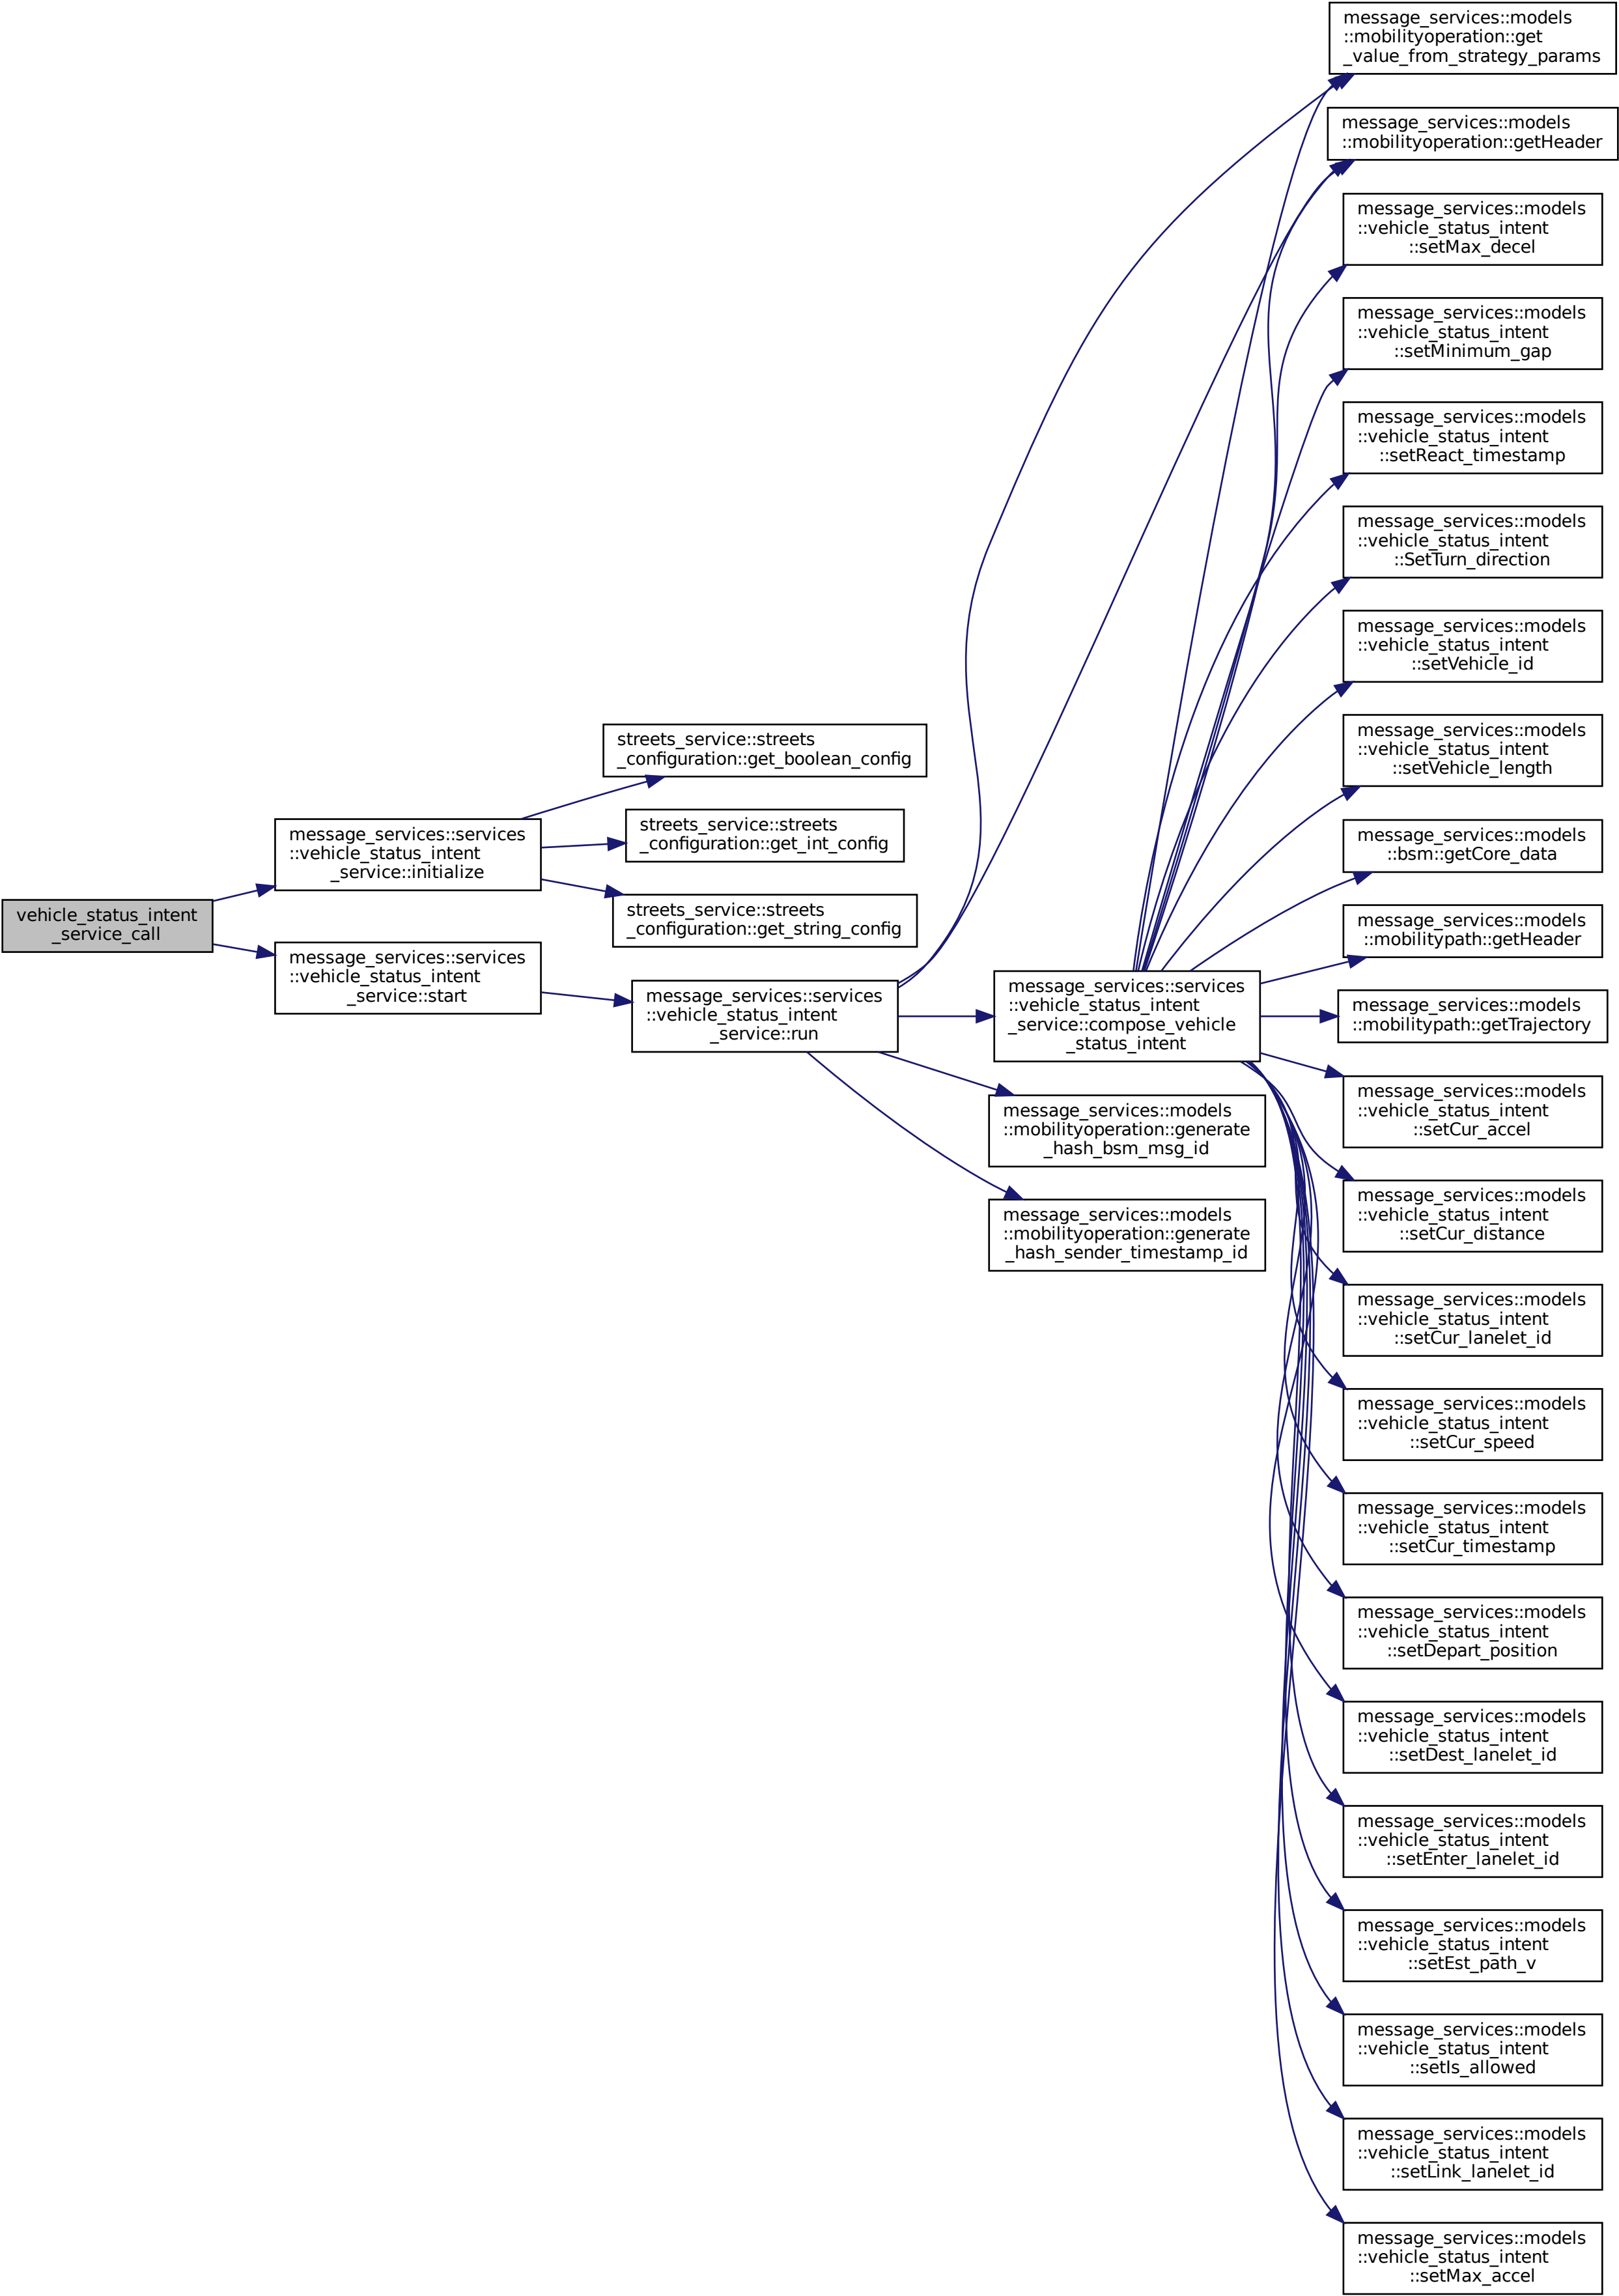 vehicle_status_intent
_service_call
message_services::services
::vehicle_status_intent
_service::initialize
message_services::services
::vehicle_status_intent
_service::start
streets_service::streets
_configuration::get_boolean_config
streets_service::streets
_configuration::get_int_config
streets_service::streets
_configuration::get_string_config
message_services::services
::vehicle_status_intent
_service::run
message_services::services
::vehicle_status_intent
_service::compose_vehicle
_status_intent
message_services::models
::mobilityoperation::generate
_hash_bsm_msg_id
message_services::models
::mobilityoperation::generate
_hash_sender_timestamp_id
message_services::models
::mobilityoperation::get
_value_from_strategy_params
message_services::models
::mobilityoperation::getHeader
message_services::models
::vehicle_status_intent
::setMax_decel
message_services::models
::vehicle_status_intent
::setMinimum_gap
message_services::models
::vehicle_status_intent
::setReact_timestamp
message_services::models
::vehicle_status_intent
::SetTurn_direction
message_services::models
::vehicle_status_intent
::setVehicle_id
message_services::models
::vehicle_status_intent
::setVehicle_length
message_services::models
::bsm::getCore_data
message_services::models
::mobilitypath::getHeader
message_services::models
::mobilitypath::getTrajectory
message_services::models
::vehicle_status_intent
::setCur_accel
message_services::models
::vehicle_status_intent
::setCur_distance
message_services::models
::vehicle_status_intent
::setCur_lanelet_id
message_services::models
::vehicle_status_intent
::setCur_speed
message_services::models
::vehicle_status_intent
::setCur_timestamp
message_services::models
::vehicle_status_intent
::setDepart_position
message_services::models
::vehicle_status_intent
::setDest_lanelet_id
message_services::models
::vehicle_status_intent
::setEnter_lanelet_id
message_services::models
::vehicle_status_intent
::setEst_path_v
message_services::models
::vehicle_status_intent
::setIs_allowed
message_services::models
::vehicle_status_intent
::setLink_lanelet_id
message_services::models
::vehicle_status_intent
::setMax_accel